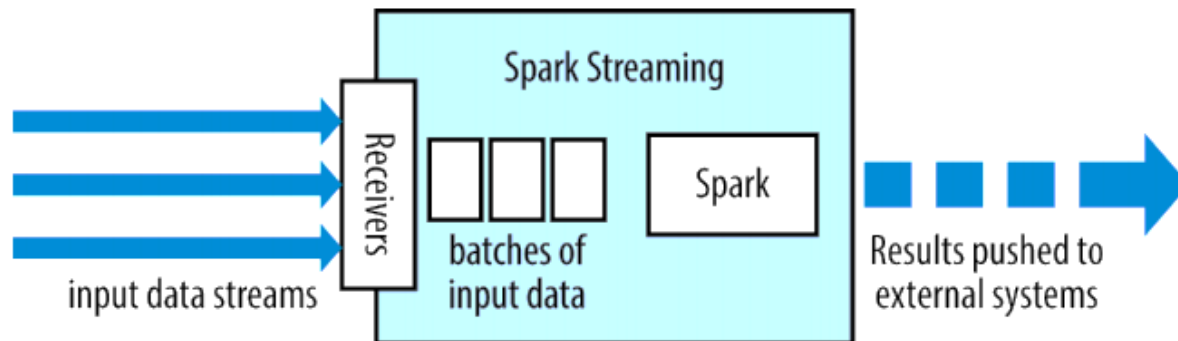 Spark Streaming
Receivers
Spark
batches of
input data
input data streams
Results pushed to
external systems